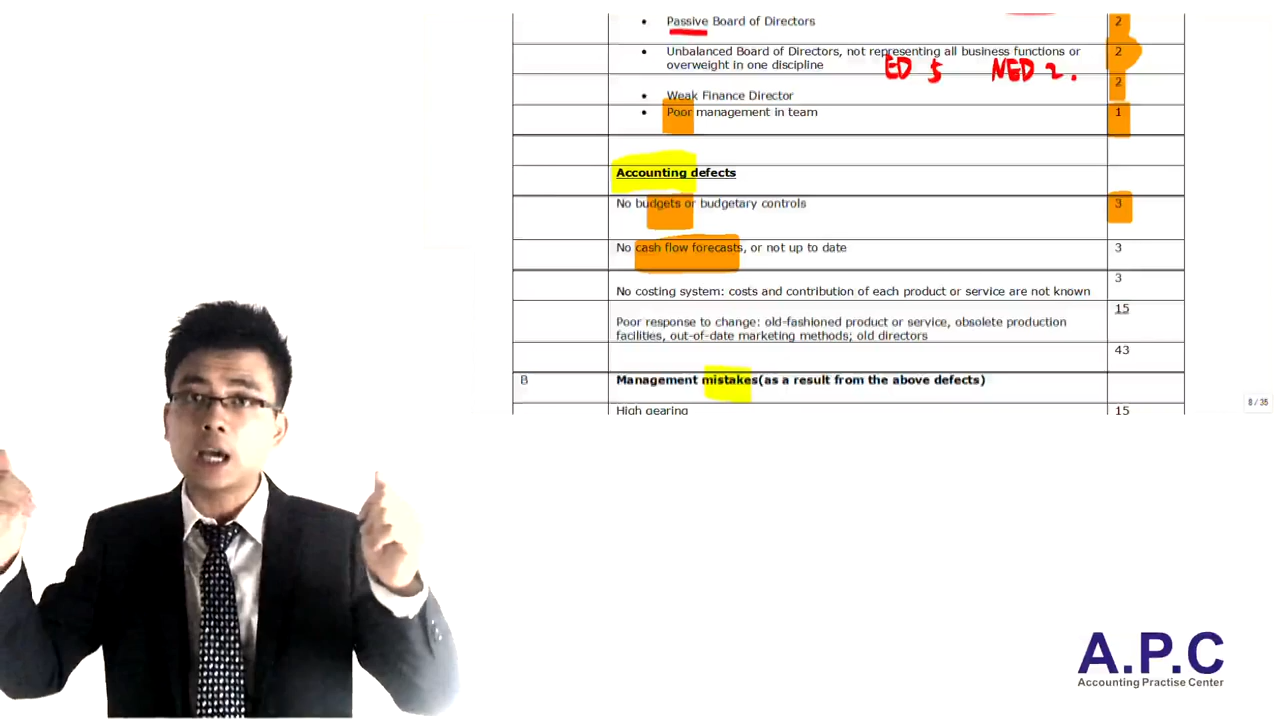 Passive Board of Directors 2
Unbalanced Board of Directors, not representing all business functions or 2
overweight in one discipline
ED 5 NED 2.
Weak Finance Director 2
Poor management in team 1
Accounting defects
No budgets or budgetary controls 3
No cash flow forecasts, or not up to date 3
No costing system: costs and contribution of each product or service are not known 3
Poor response to change: old-fashioned product or service, obsolete production 15
facilities, out-of-date marketing methods; old directors
43
B Management mistakes(as a result from the above defects)
High gearing 15
8 / 35
A.P.C
Accounting Practise Center